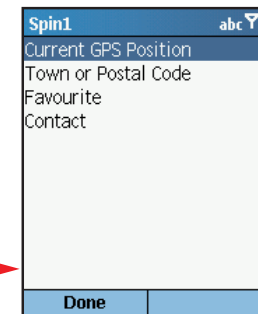 Spin1 abc
Current GPS Position
Town or Postal Code
Favourite
Contact
Done